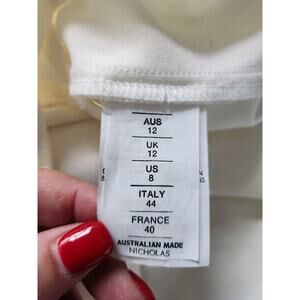 AUS
12
UK
12
US
8
ITALY
44
FRANCE
40
AUSTRALIAN MADE
NICHOLAS